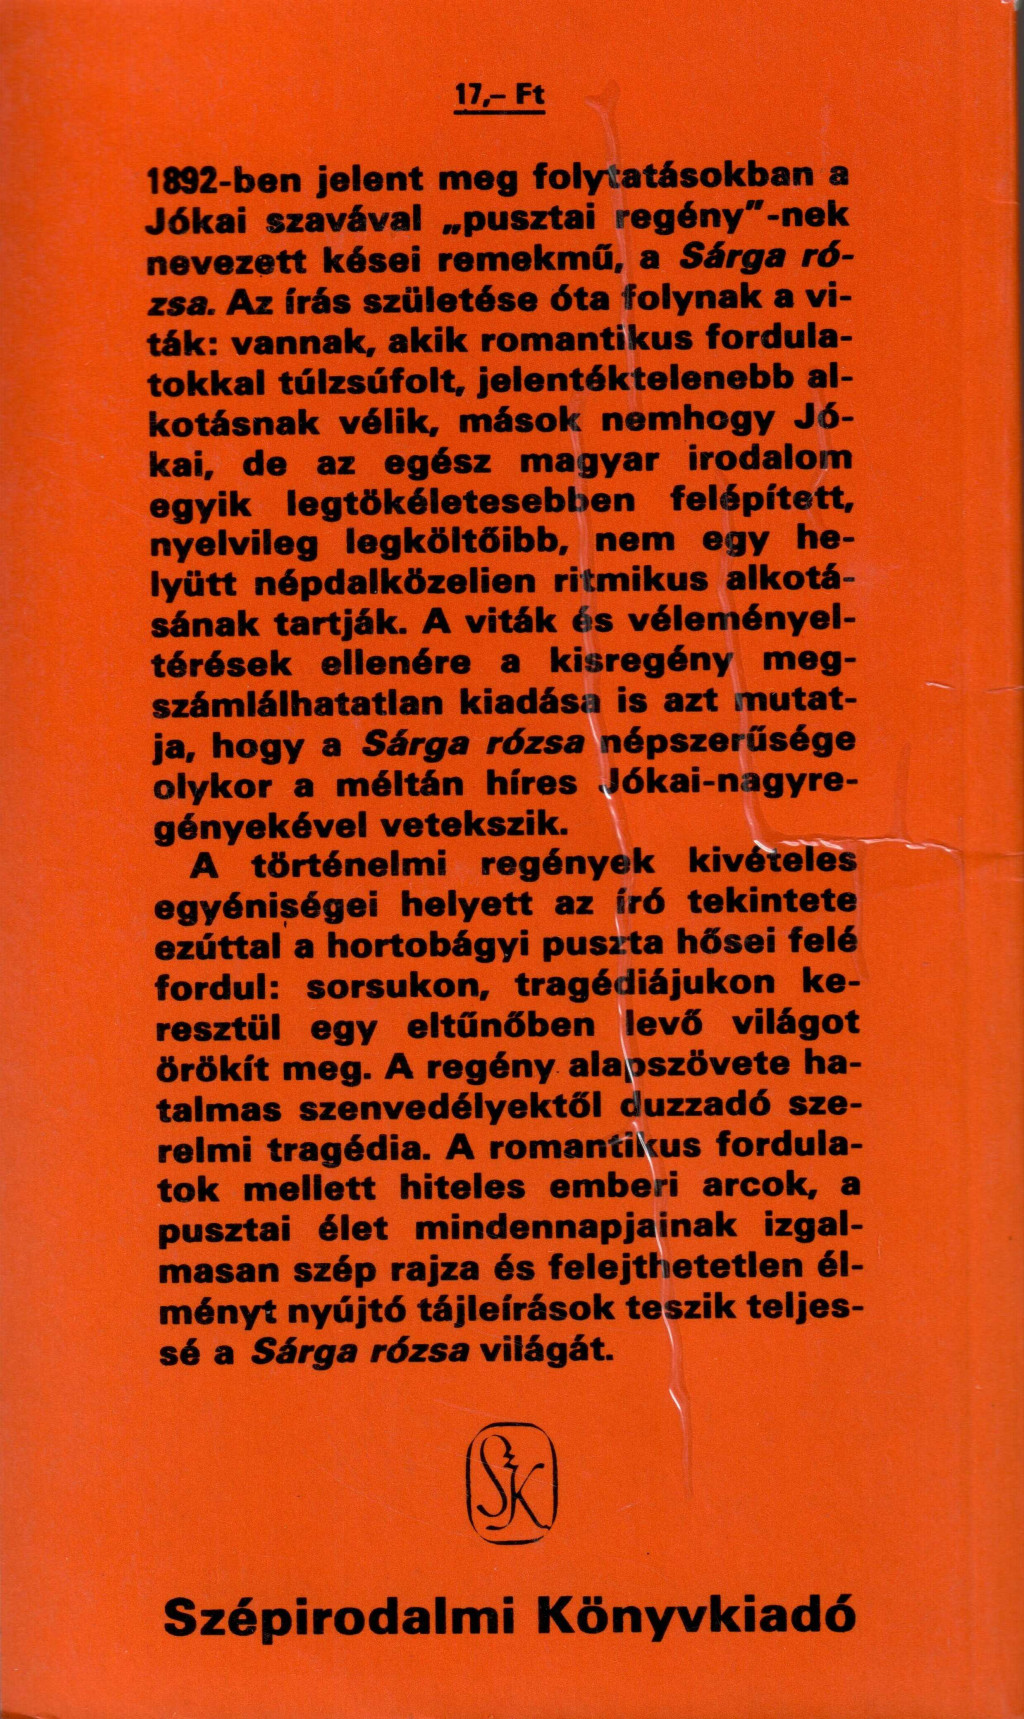 17,– Ft
1892-ben jelent meg folytatásokban a
Jókai szavával „pusztai regény"-nek
nevezett kései remekmű, a Sárga ró-
zsa. Az írás születése óta folynak a vi-
ták: vannak, akik romantikus fordula-
tokkal túlzsúfolt, jelentéktelenebb al-
kotásnak vélik, mások nemhogy Jó-
kai, de az egész magyar irodalom
egyik legtökéletesebben felépített,
nyelvileg legköltőibb, nem egy he-
lyütt népdalközelien ritmikus alkotá-
sának tartják. A viták és véleményel-
térések ellenére a kisregény meg-
számlálhatatlan kiadása is azt mutat-
ja, hogy a Sárga rózsa népszerűsége
olykor a méltán híres Jókai-nagyre-
gényekével vetekszik.
A történelmi regények kivételes
egyéniségei helyett az író tekintete
ezúttal a hortobágyi puszta hősei felé
fordul: sorsukon, tragédiájukon ke-
resztül egy eltűnőben levő világot
örökít meg. A regény alapszövete ha-
talmas szenvedélyektől duzzadó sze-
relmi tragédia. A romantikus fordula-
tok mellett hiteles emberi arcok, a
pusztai élet mindennapjainak izgal-
masan szép rajza és felejthetetlen él-
ményt nyújtó tájleírások teszik teljes-
sé a Sárga rózsa világát.
SK
Szépirodalmi Könyvkiadó